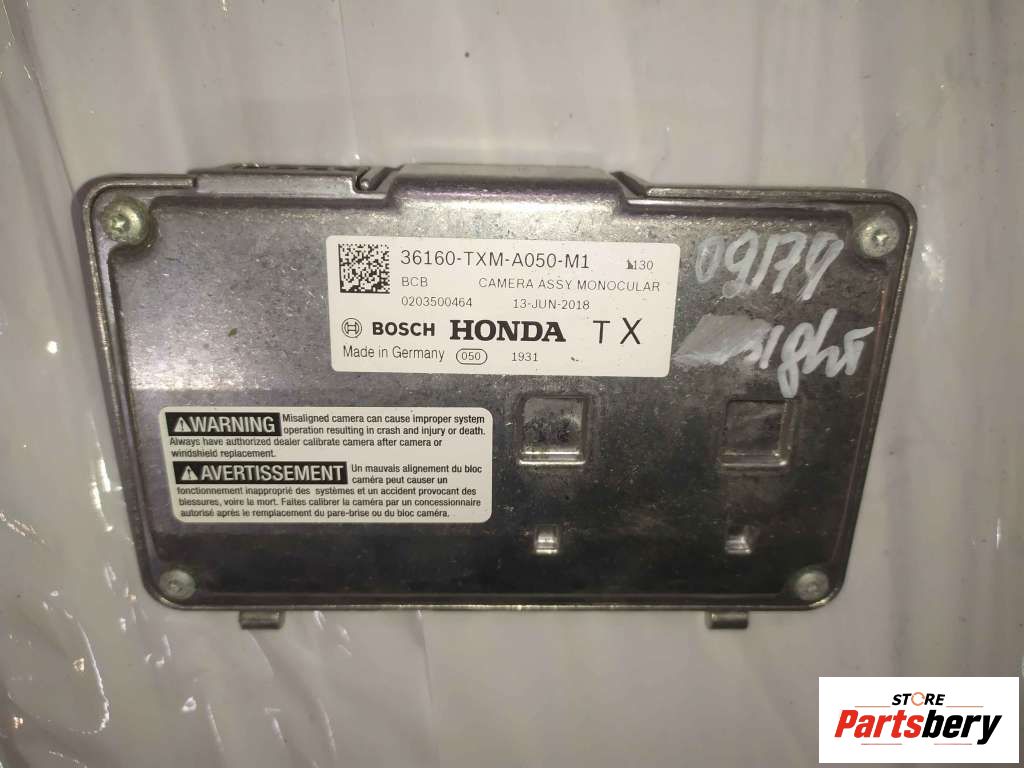 36160-TXM-A050-M1 1130
BCB CAMERA ASSY MONOCULAR
0203500464 13-JUN-2018
BOSCH HONDA TX
Made in Germany 050 1931
09174
WARNING Misaligned camera can cause improper system
operation resulting in crash and injury or death.
Always have authorized dealer calibrate camera after camera or
windshield replacement.
AVERTISSEMENT Un mauvais alignement du bloc
caméra peut causer un
fonctionnement inapproprié des systèmes et un accident provocant des
blessures, voire la mort. Faites calibrer la caméra par un concessionnaire
autorisé après le remplacement du pare-brise ou du bloc caméra.
STORE
Partsbery